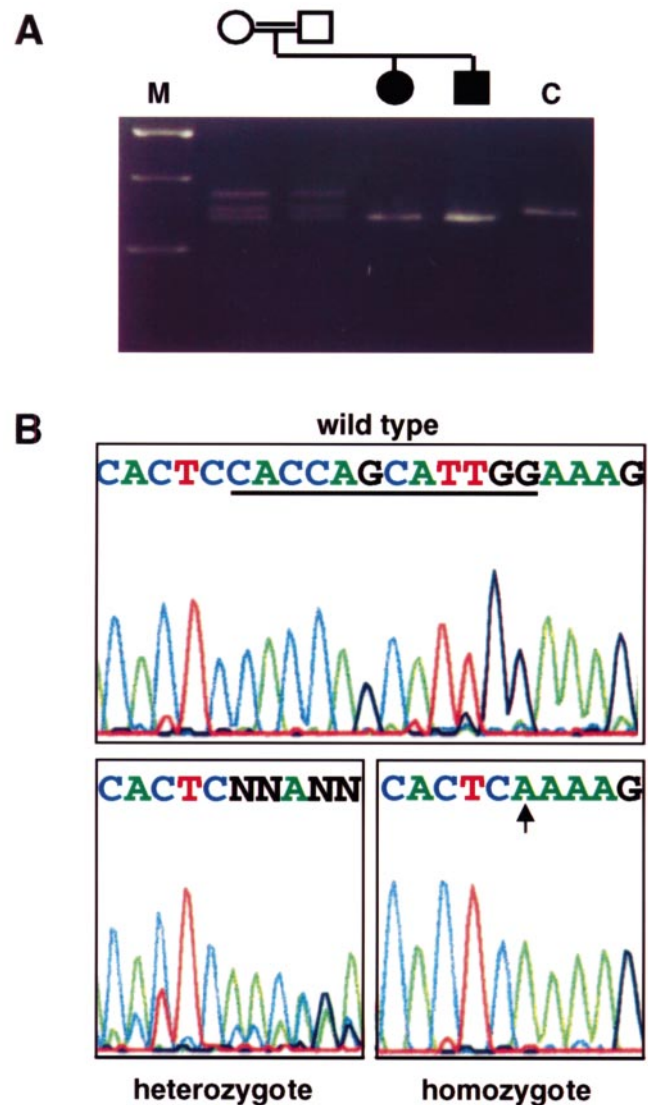 A
M
C
B
wild type
CACTCCACCAGCATTGGAAAG
CACTCNNANN
CACTCAAAAG
heterozygote
homozygote